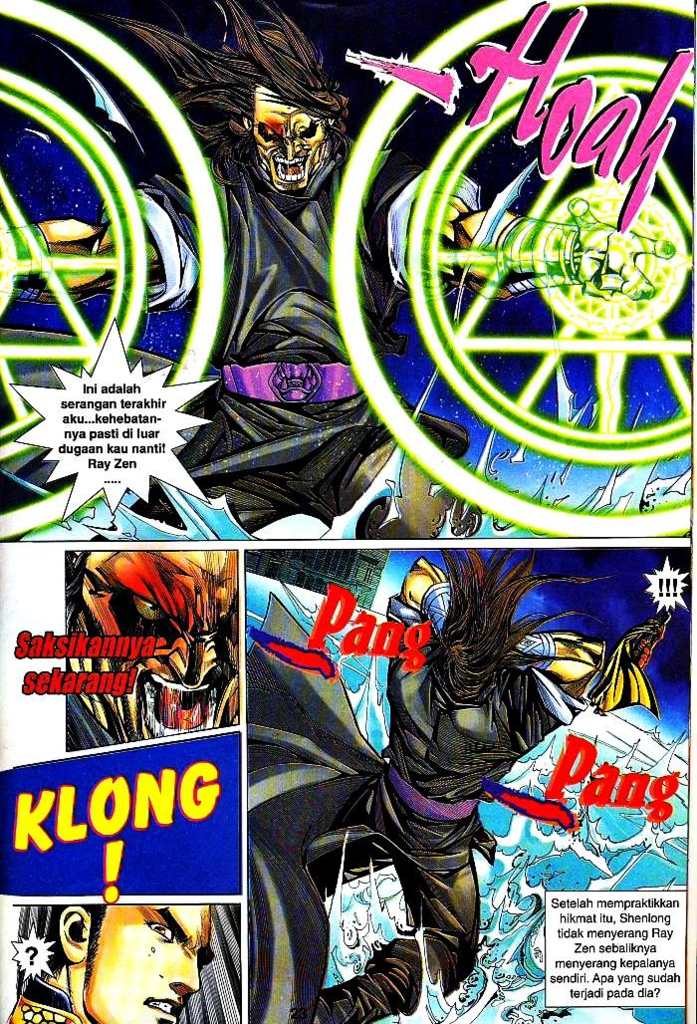 Hoah
Ini adalah
serangan terakhir
aku...kehebatan-
nya pasti di luar
dugaan kau nanti!
Ray Zen
.....
Saksikannya
sekarang!
KLONG
!
?
Pang
Pang
!!!
Setelah mempraktikkan
hikmat itu, Shenlong
tidak menyerang Ray
Zen sebaliknya
menyerang kepalanya
sendiri. Apa yang sudah
terjadi pada dia?
23